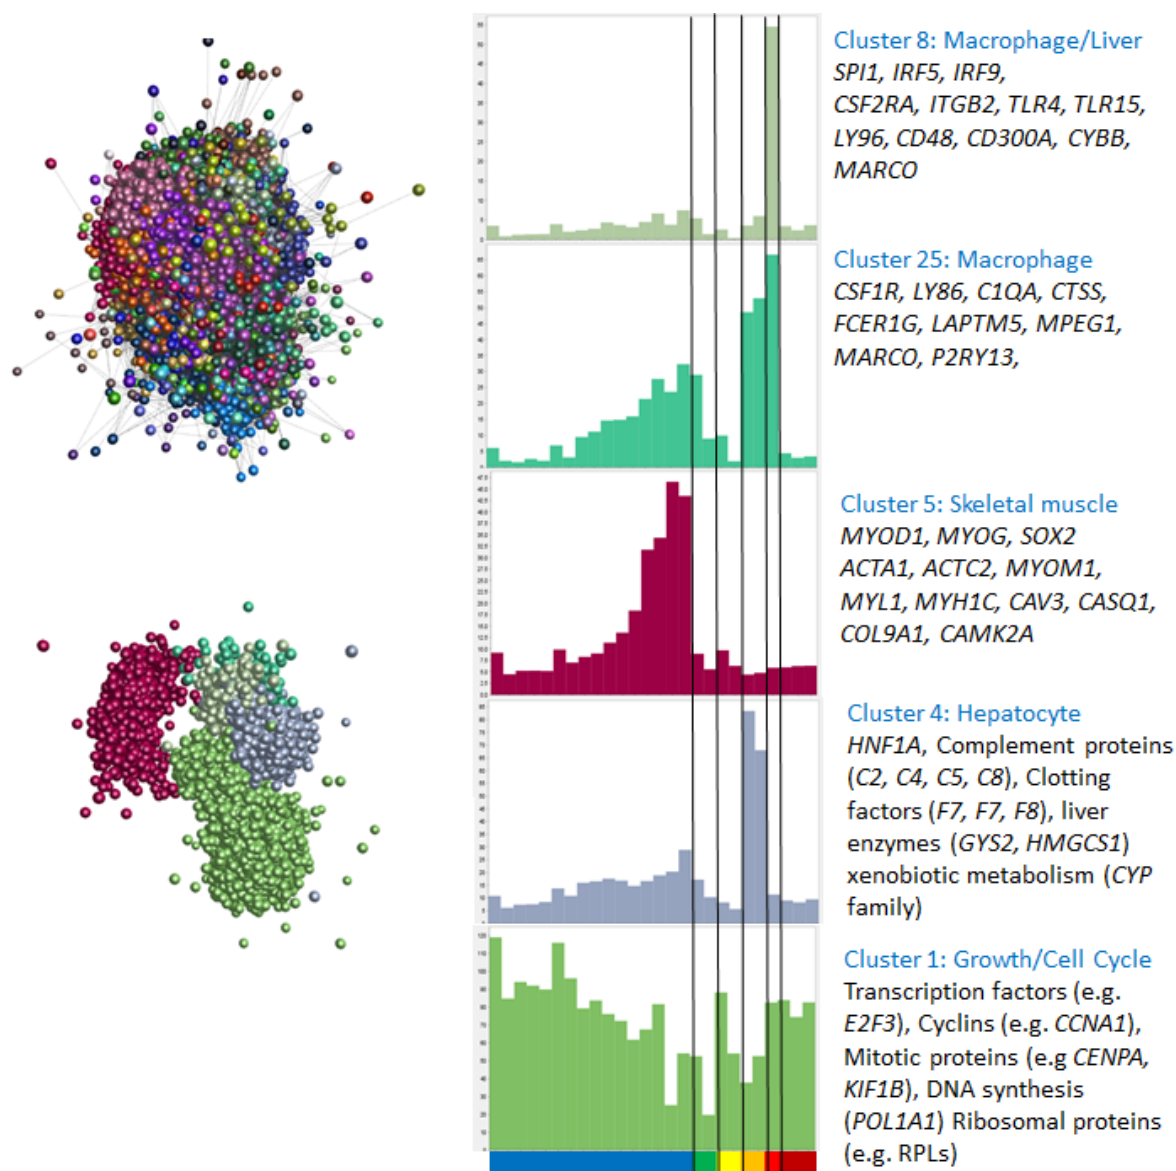 Cluster 8: Macrophage/Liver
SPI1, IRF5, IRF9,
CSF2RA, ITGB2, TLR4, TLR15,
LY96, CD48, CD300A, CYBB,
MARCO
Cluster 25: Macrophage
CSF1R, LY86, C1QA, CTSS,
FCER1G, LAPTM5, MPEG1,
MARCO, P2RY13,
Cluster 5: Skeletal muscle
MYOD1, MYOG, SOX2
ACTA1, ACTC2, MYOM1,
MYL1, MYH1C, CAV3, CASQ1,
COL9A1, CAMK2A
Cluster 4: Hepatocyte
HNF1A, Complement proteins
(C2, C4, C5, C8), Clotting
factors (F7, F7, F8), liver
enzymes (GYS2, HMGCS1)
xenobiotic metabolism (CYP
family)
Cluster 1: Growth/Cell Cycle
Transcription factors (e.g.
E2F3), Cyclins (e.g. CCNA1),
Mitotic proteins (e.g CENPA,
KIF1B), DNA synthesis
(POL1A1) Ribosomal proteins
(e.g. RPLs)